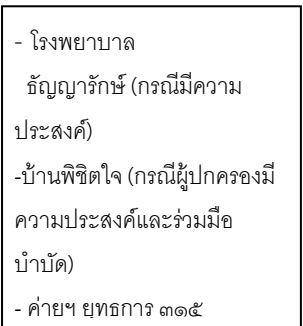 - โรงพยาบาล
ธัญญารักษ์ (กรณีมีความ
ประสงค์)
-บ้านพิชิตใจ (กรณีผู้ปกครองมี
ความประสงค์และร่วมมือ
บำบัด)
- ค่ายฯ ยุทธการ ๓๑๕